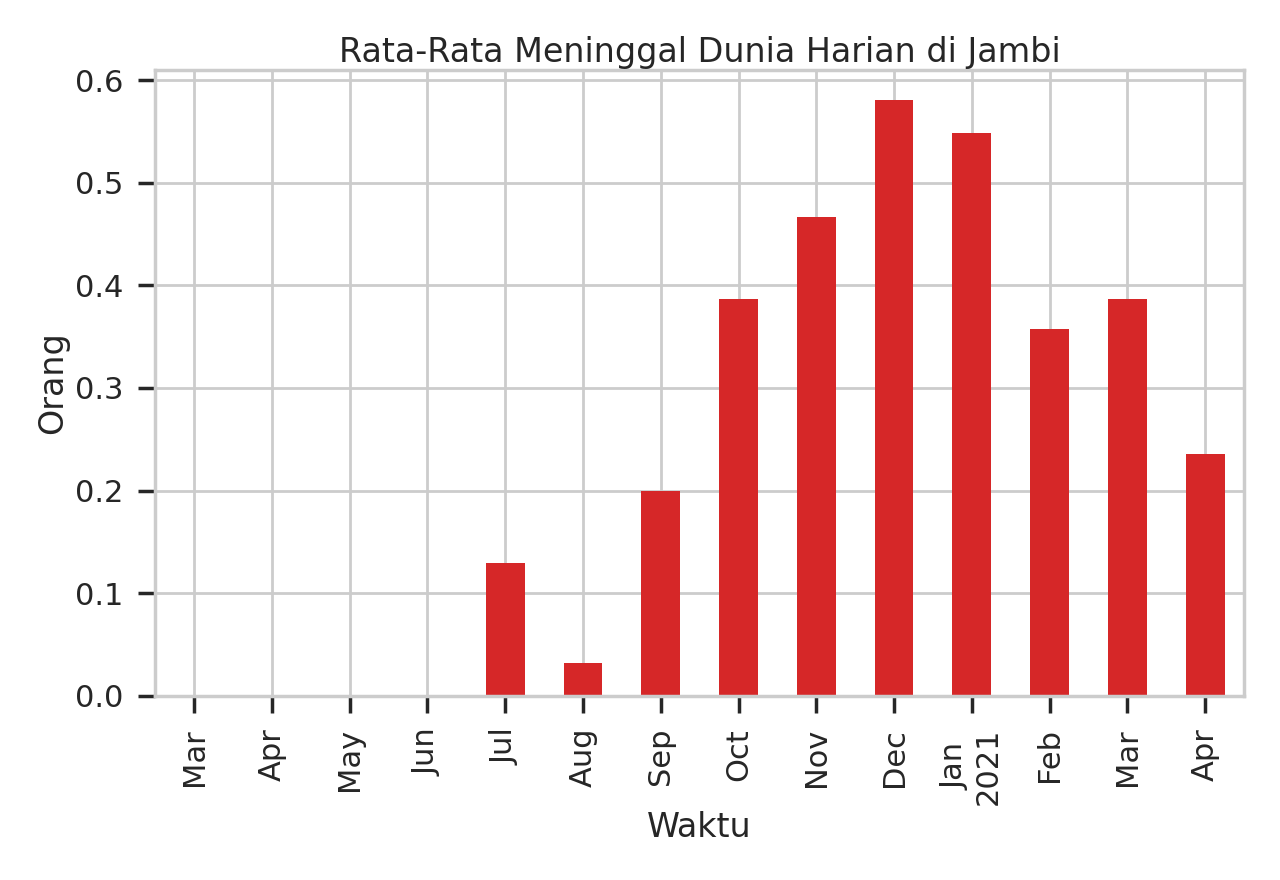 Rata-Rata Meninggal Dunia Harian di Jambi
0.6
0.5
0.4
0.3
0.2
0.1
0.0
Orang
Mar
Apr
May
Jun
Jul
Aug
Sep
Oct
Nov
Dec
Jan
2021
Feb
Mar
Apr
Waktu